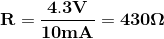 R = 4.3V / 10mA = 430Ω